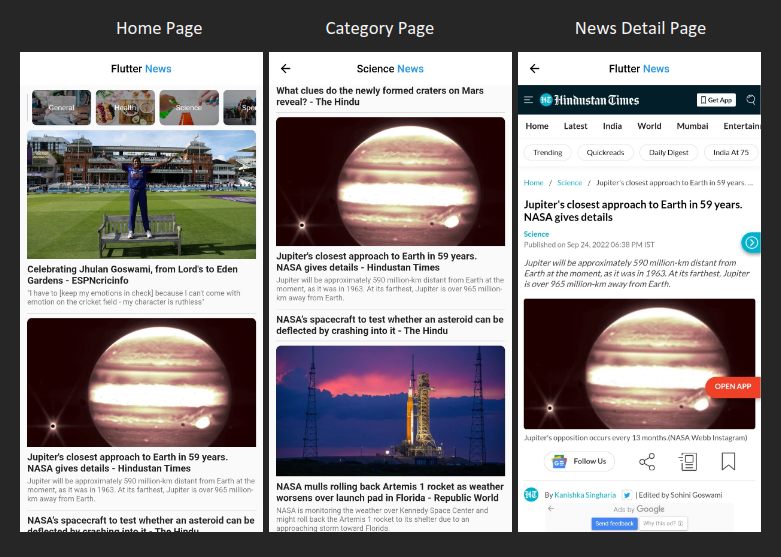 Home Page
Category Page
News Detail Page
Flutter News
General
Health
Science
Celebrating Jhulan Goswami, from Lord's to Eden
Gardens - ESPNcricinfo
"I have to [keep my emotions in check] because I can't come with
emotion on the cricket field - my character is ruthless"
Jupiter's closest approach to Earth in 59 years.
NASA gives details - Hindustan Times
Jupiter will be approximately 590 million-km distant from Earth at the
moment, as it was in 1963. At its farthest, Jupiter is over 965 million-
km away from Earth.
NASA's spacecraft to test whether an asteroid can be
deflected by crashing into it - The Hindu
Science News
What clues do the newly formed craters on Mars
reveal? - The Hindu
Jupiter's closest approach to Earth in 59 years.
NASA gives details - Hindustan Times
Jupiter will be approximately 590 million-km distant from Earth at the
moment, as it was in 1963. At its farthest, Jupiter is over 965 million-
km away from Earth.
NASA's spacecraft to test whether an asteroid can be
deflected by crashing into it - The Hindu
NASA mulls rolling back Artemis 1 rocket as weather
worsens over launch pad in Florida - Republic World
NASA is monitoring the weather over Kennedy Space Center and
might roll back the Artemis 1 rocket to its shelter due to an
approaching storm toward Florida.
Flutter News
HT Hindustan Times
Get App
Home Latest India World Mumbai Entertain
Trending Quickreads Daily Digest India At 75
Home / Science / Jupiter's closest approach to Earth in 59 years. ...
Jupiter's closest approach to Earth in 59 years.
NASA gives details
Science
Published on Sep 24, 2022 06:38 PM IST
Jupiter will be approximately 590 million-km distant from
Earth at the moment, as it was in 1963. At its farthest, Jupiter
is over 965 million-km away from Earth.
OPEN APP
Jupiter's opposition occurs every 13 months.(NASA Webb Instagram)
Follow Us
HT By Kanishka Singharia | Edited by Sohini Goswami
Ads by Google
Send feedback Why this ad?